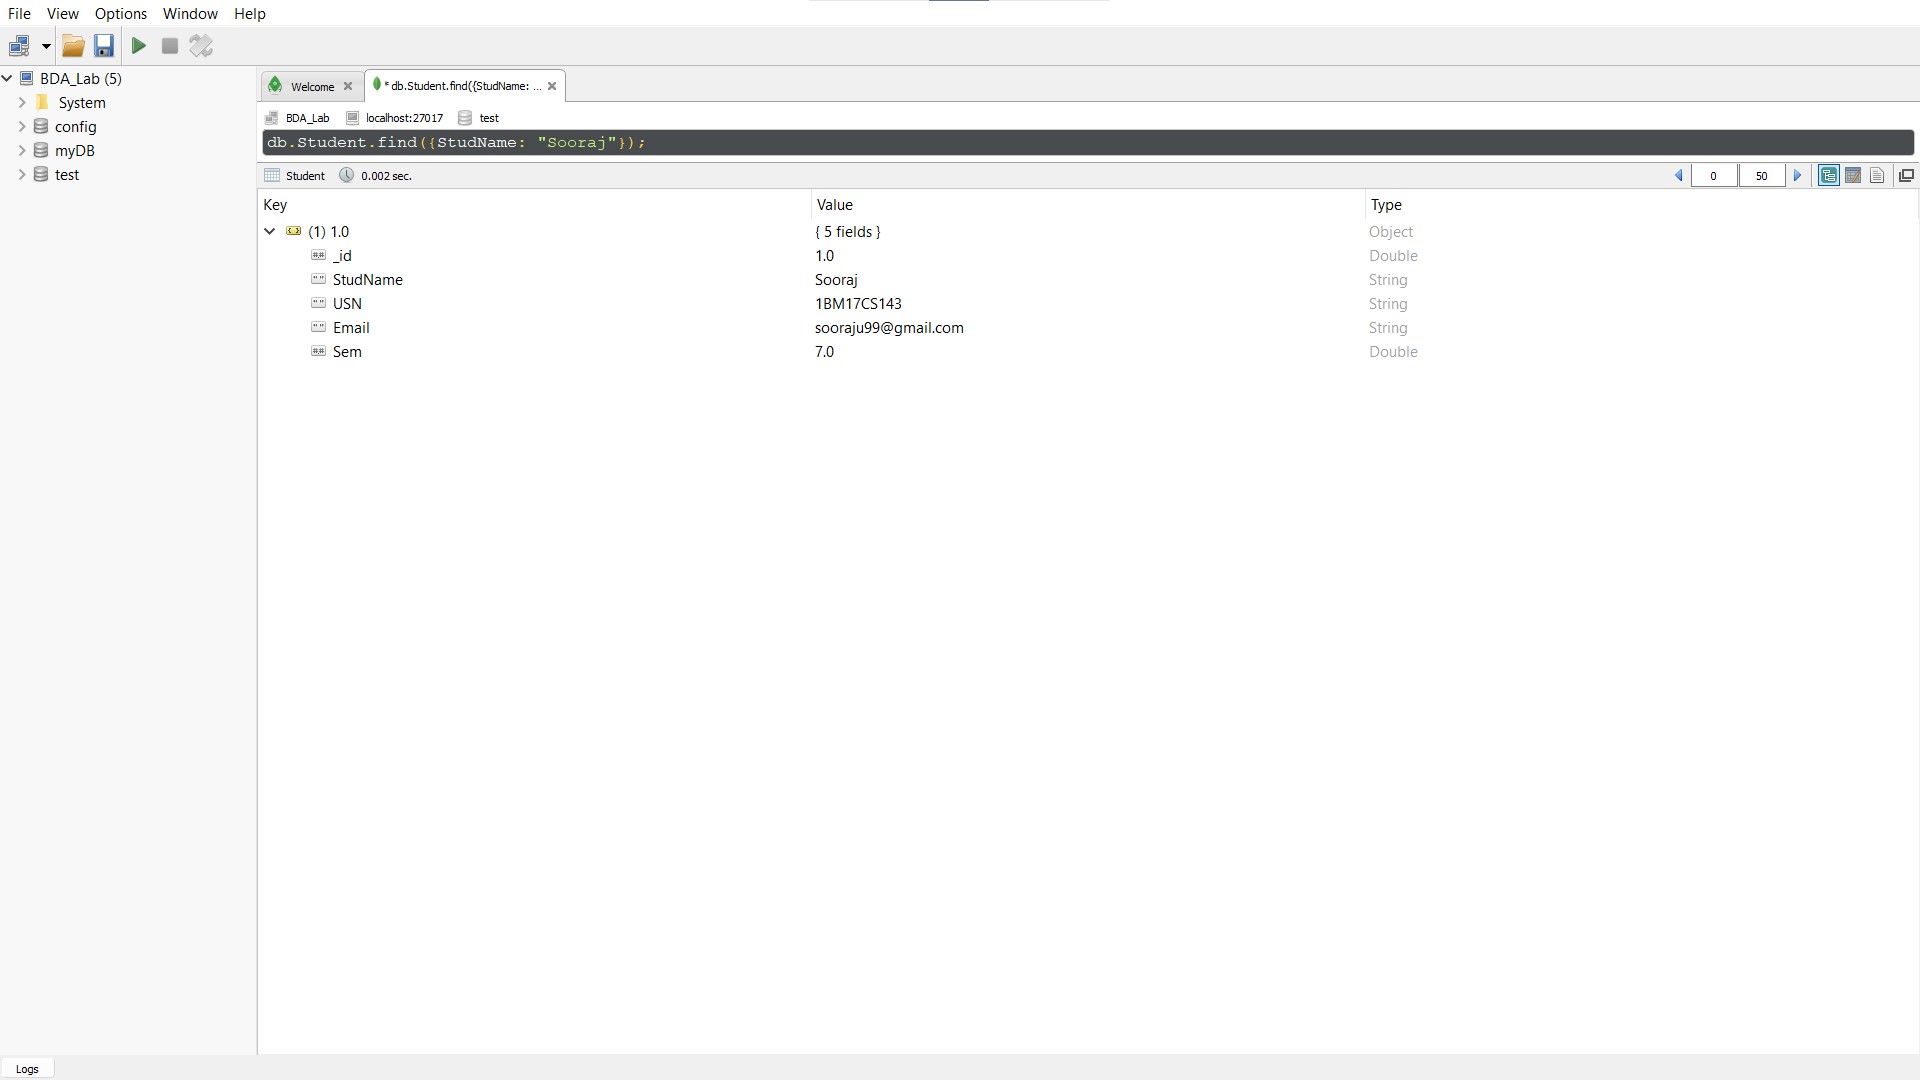 File View Options Window Help
BDA_Lab (5)
System
config
myDB
test
Welcome
* db.Student.find({StudName: ...
BDA_Lab localhost:27017 test
db.Student.find({StudName: "Sooraj"});
Student 0.002 sec. 0 50
Key Value Type
(1) 1.0 { 5 fields } Object
_id 1.0 Double
StudName Sooraj String
USN 1BM17CS143 String
Email sooraju99@gmail.com String
Sem 7.0 Double
Logs